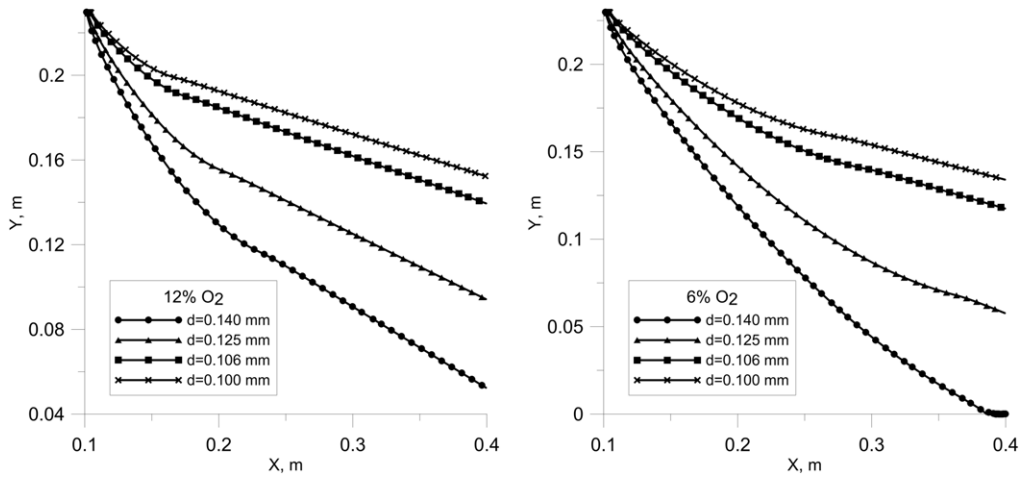 0.2
0.16
0.12
0.08
0.04
Y, m
0.1
0.2
0.3
0.4
X, m
12% O2
d=0.140 mm
d=0.125 mm
d=0.106 mm
d=0.100 mm
0.2
0.15
0.1
0.05
0
Y, m
0.1
0.2
0.3
0.4
X, m
6% O2
d=0.140 mm
d=0.125 mm
d=0.106 mm
d=0.100 mm